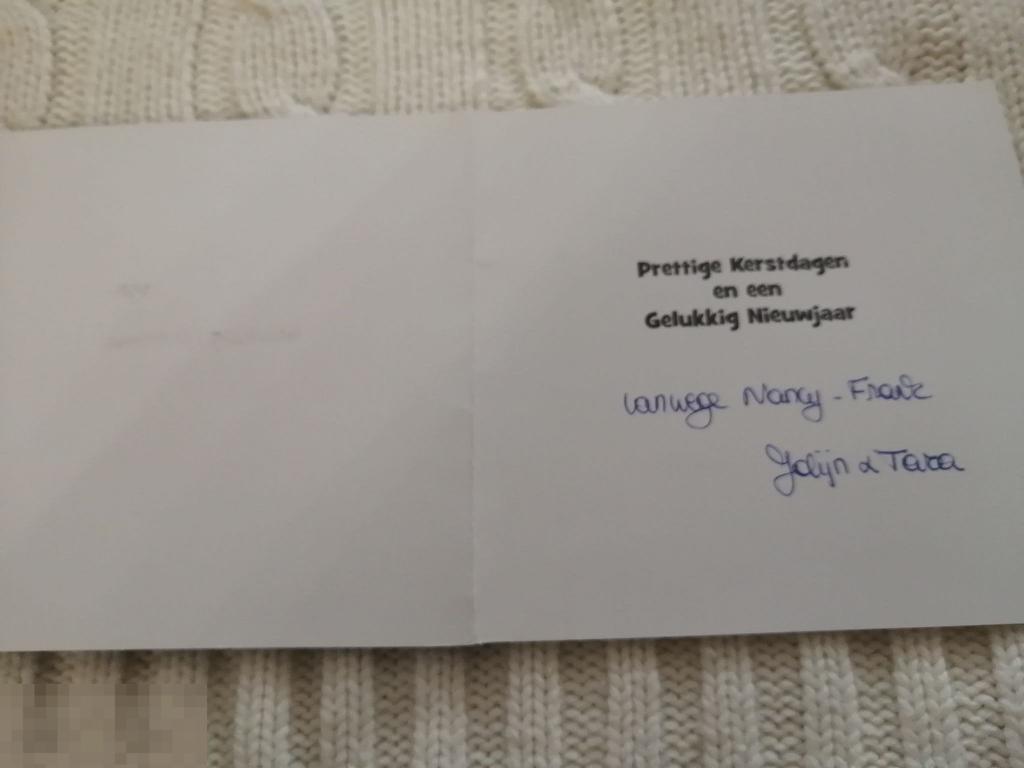 Prettige Kerstdagen
en een
Gelukkig Nieuwjaar
vanwege Nancy - Frank
Jolijn & Tara